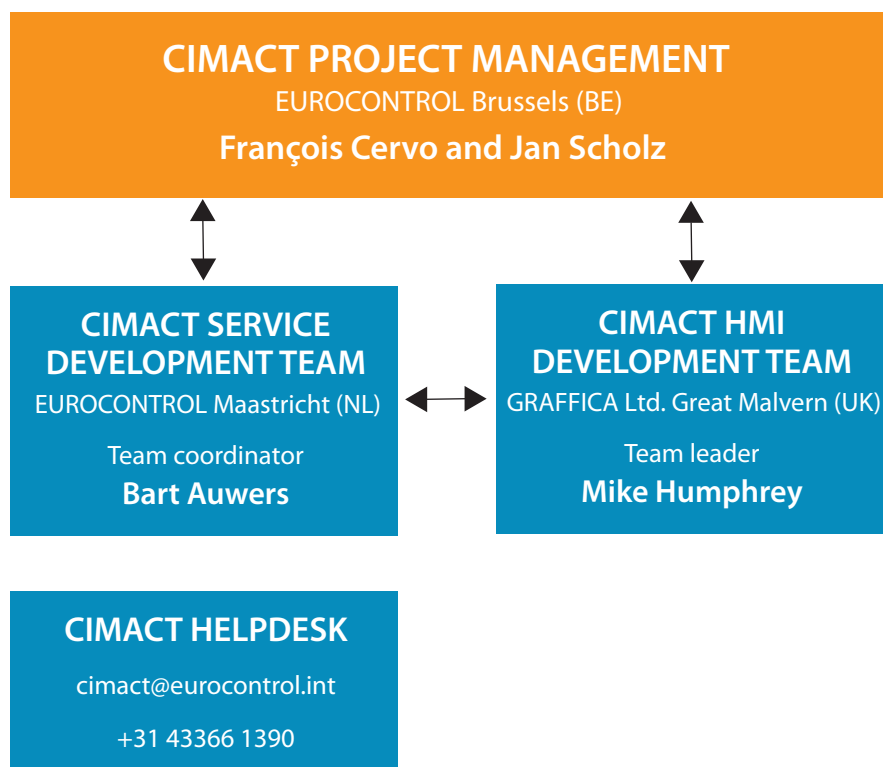 CIMACT PROJECT MANAGEMENT
EUROCONTROL Brussels (BE)
François Cervo and Jan Scholz
CIMACT SERVICE
DEVELOPMENT TEAM
EUROCONTROL Maastricht (NL)
Team coordinator
Bart Auwers
CIMACT HMI
DEVELOPMENT TEAM
GRAFFICA Ltd. Great Malvern (UK)
Team leader
Mike Humphrey
CIMACT HELPDESK
cimact@eurocontrol.int
+31 43366 1390